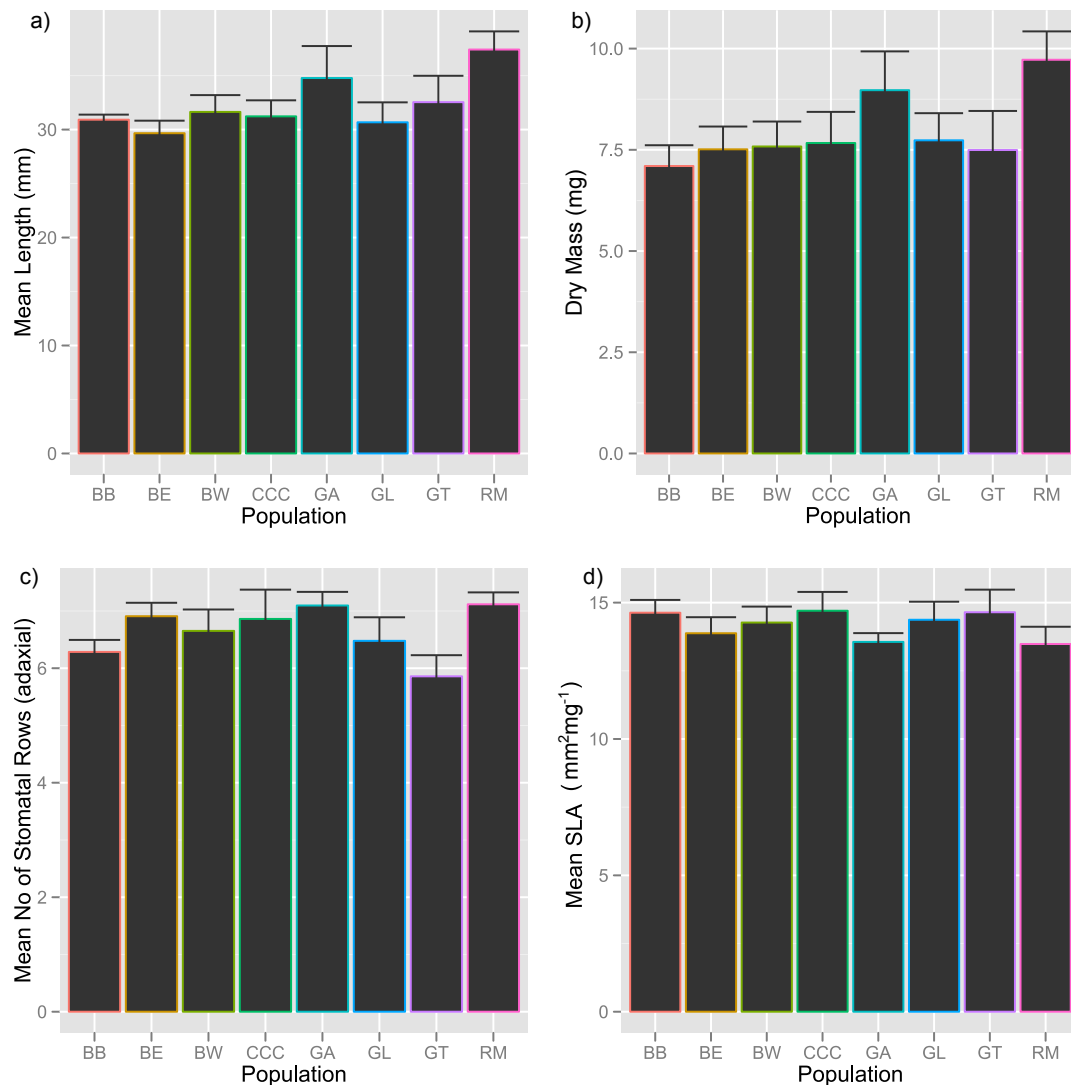 a)
Mean Length (mm)
30
20
10
0
BB BE BW CCC GA GL GT RM
Population
b)
Dry Mass (mg)
10.0
7.5
5.0
2.5
0.0
BB BE BW CCC GA GL GT RM
Population
c)
Mean No of Stomatal Rows (adaxial)
6
4
2
0
BB BE BW CCC GA GL GT RM
Population
d)
Mean SLA ( mm²mg⁻¹)
15
10
5
0
BB BE BW CCC GA GL GT RM
Population